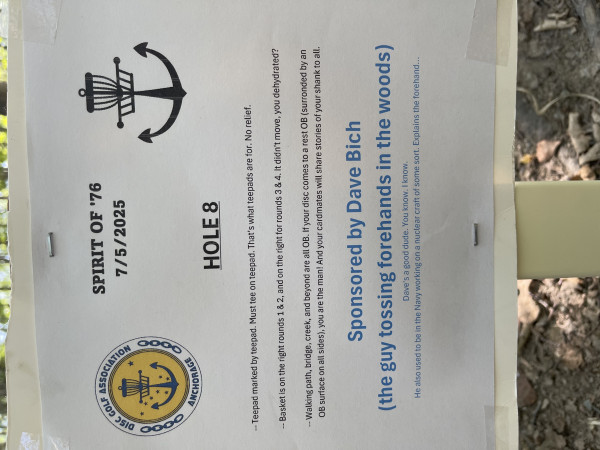 DISC GOLF ASSOCIATION
ANCHORAGE
SPIRIT OF '76
7/5/2025
HOLE 8
-- Teepad marked by teepad. Must tee on teepad. That's what teepads are for. No relief.
-- Basket is on the right rounds 1 & 2, and on the right for rounds 3 & 4. It didn't move, you dehydrated?
-- Walking path, bridge, creek, and beyond are all OB. If your disc comes to a rest OB (surronded by an
OB surface on all sides), you are the man! And your cardmates will share stories of your shank to all.
Sponsored by Dave Bich
(the guy tossing forehands in the woods)
Dave's a good dude. You know. I know.
He also used to be in the Navy working on a nuclear craft of some sort. Explains the forehand...